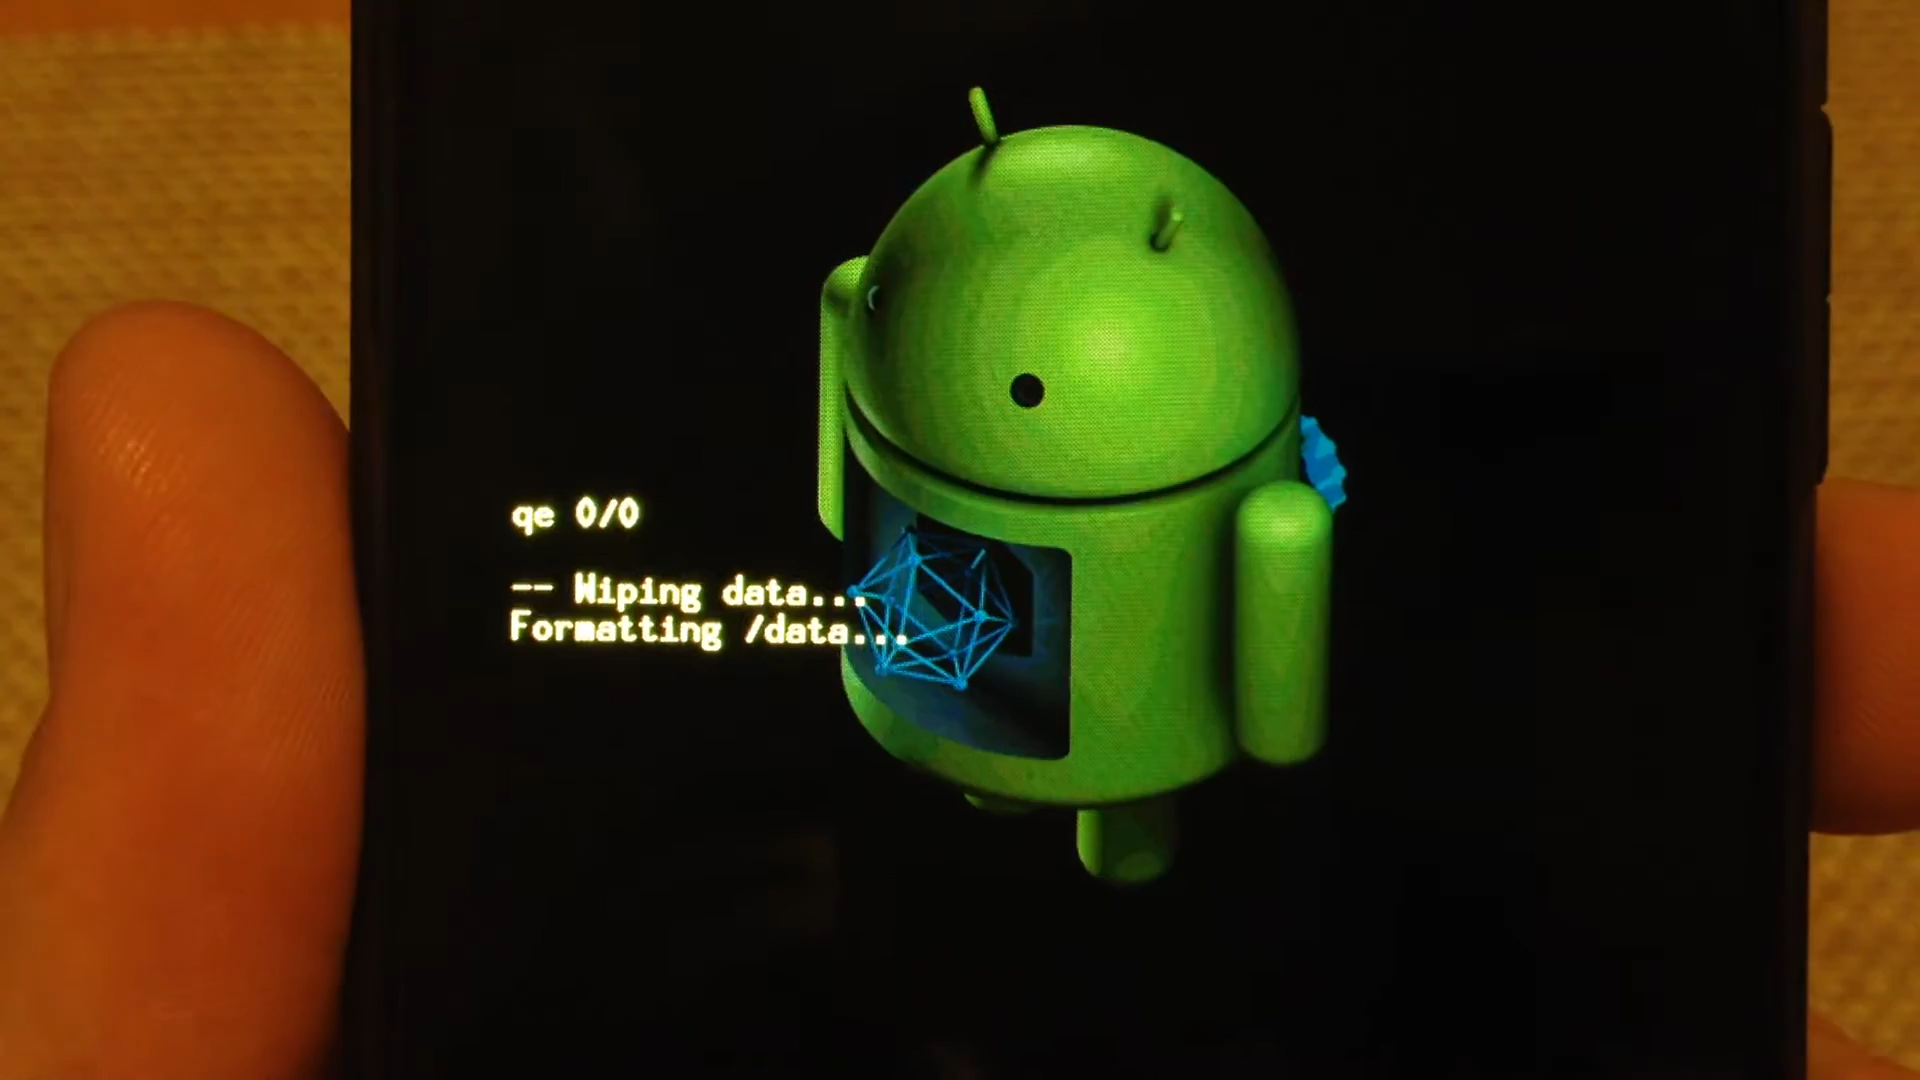 qe 0/0
-- Wiping data...
Formatting /data...